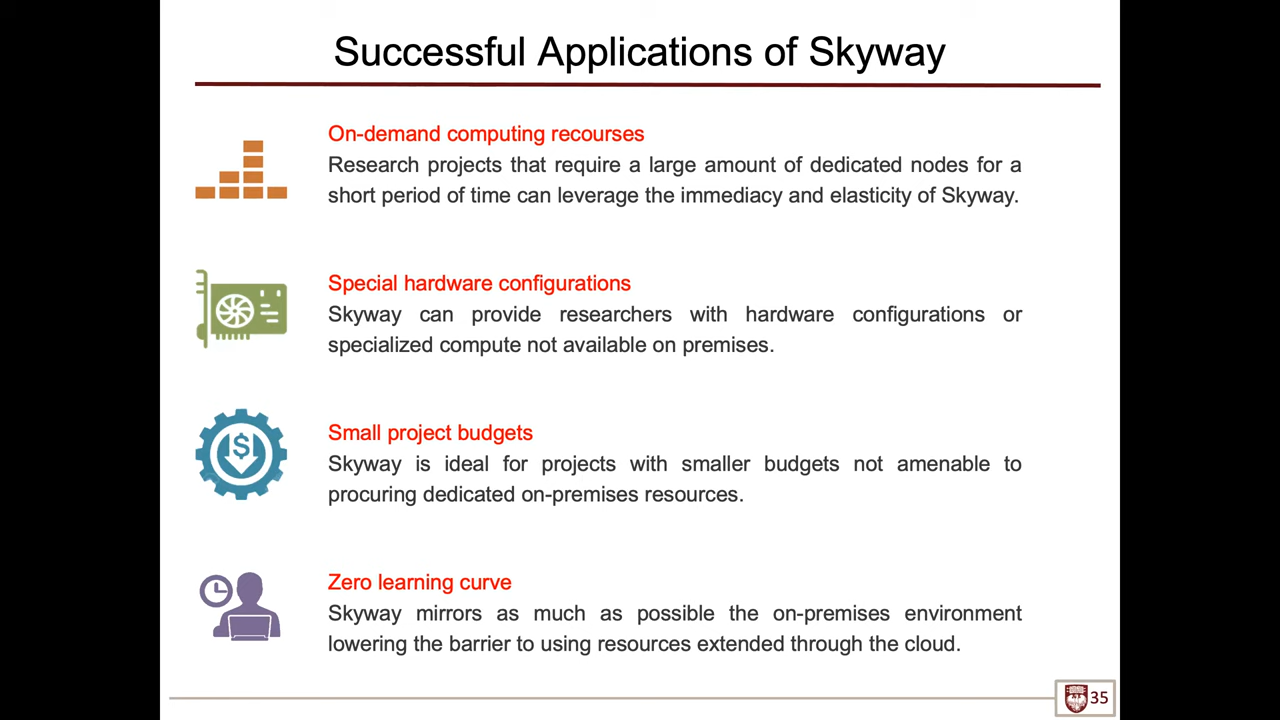 Successful Applications of Skyway
On-demand computing recourses
Research projects that require a large amount of dedicated nodes for a
short period of time can leverage the immediacy and elasticity of Skyway.
Special hardware configurations
Skyway can provide researchers with hardware configurations or
specialized compute not available on premises.
$
Small project budgets
Skyway is ideal for projects with smaller budgets not amenable to
procuring dedicated on-premises resources.
Zero learning curve
Skyway mirrors as much as possible the on-premises environment
lowering the barrier to using resources extended through the cloud.
35